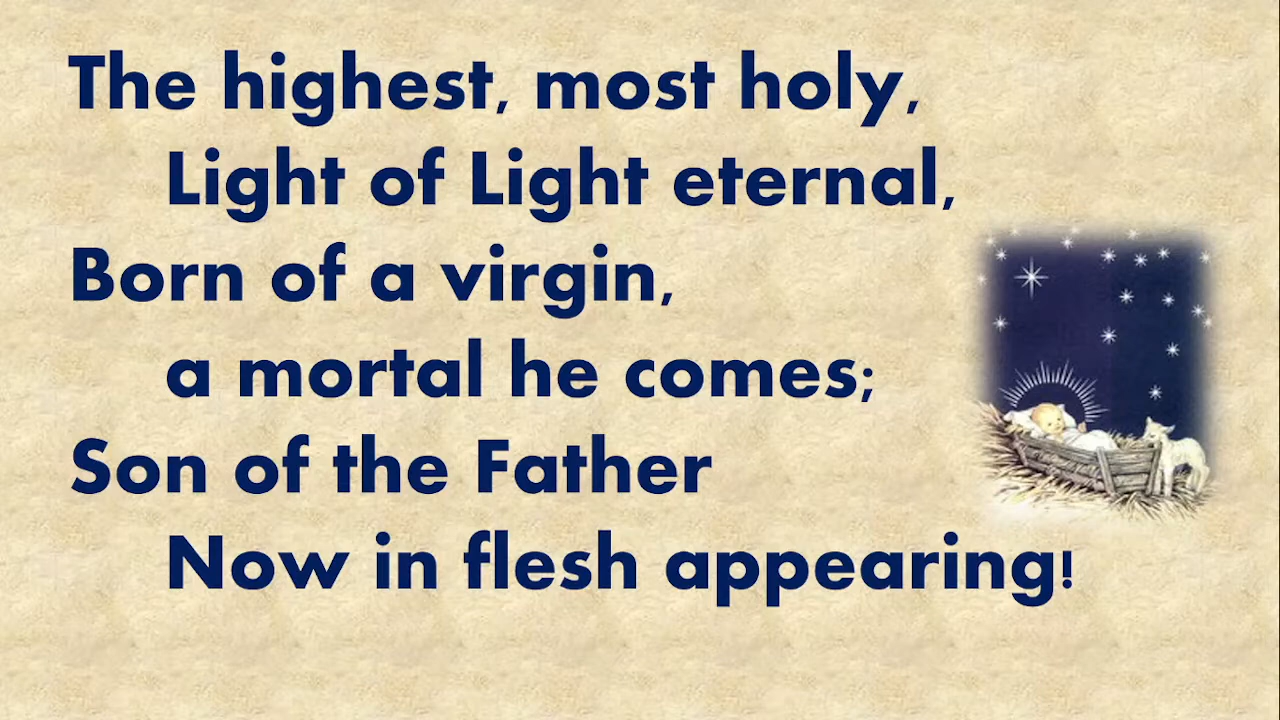 The highest, most holy,
Light of Light eternal,
Born of a virgin,
a mortal he comes;
Son of the Father
Now in flesh appearing!